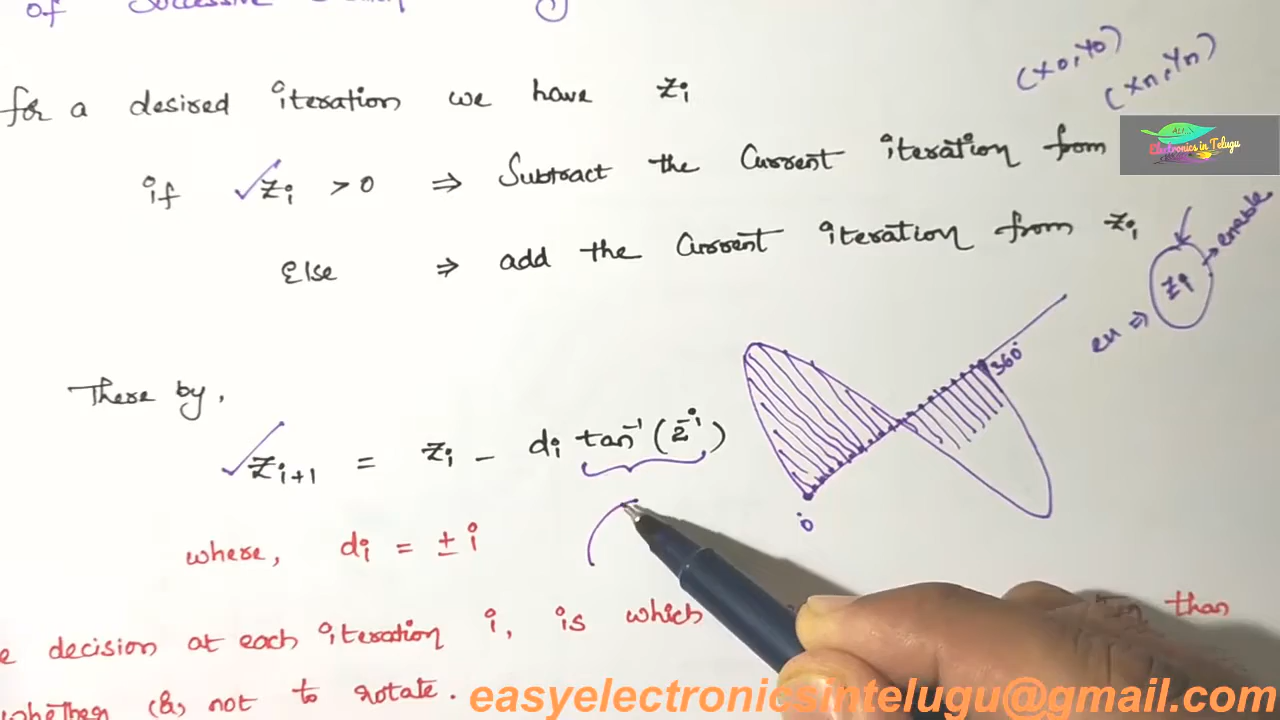 of Successive
(x0, y0)
(xn, yn)
for a desired iteration we have Zi
if Zi > 0 ⇒ Subtract the Current iteration from
Electronics in Telugu
Else ⇒ add the Current iteration from Zi
Zi → enable
en ⇒
There by,
360°
Zi+1 = Zi - di tan⁻¹(2⁻ⁱ)
0°
where, di = ± i
decision at each iteration i, is which than
whether (or) not to rotate.
easyelectronicsintelugu@gmail.com